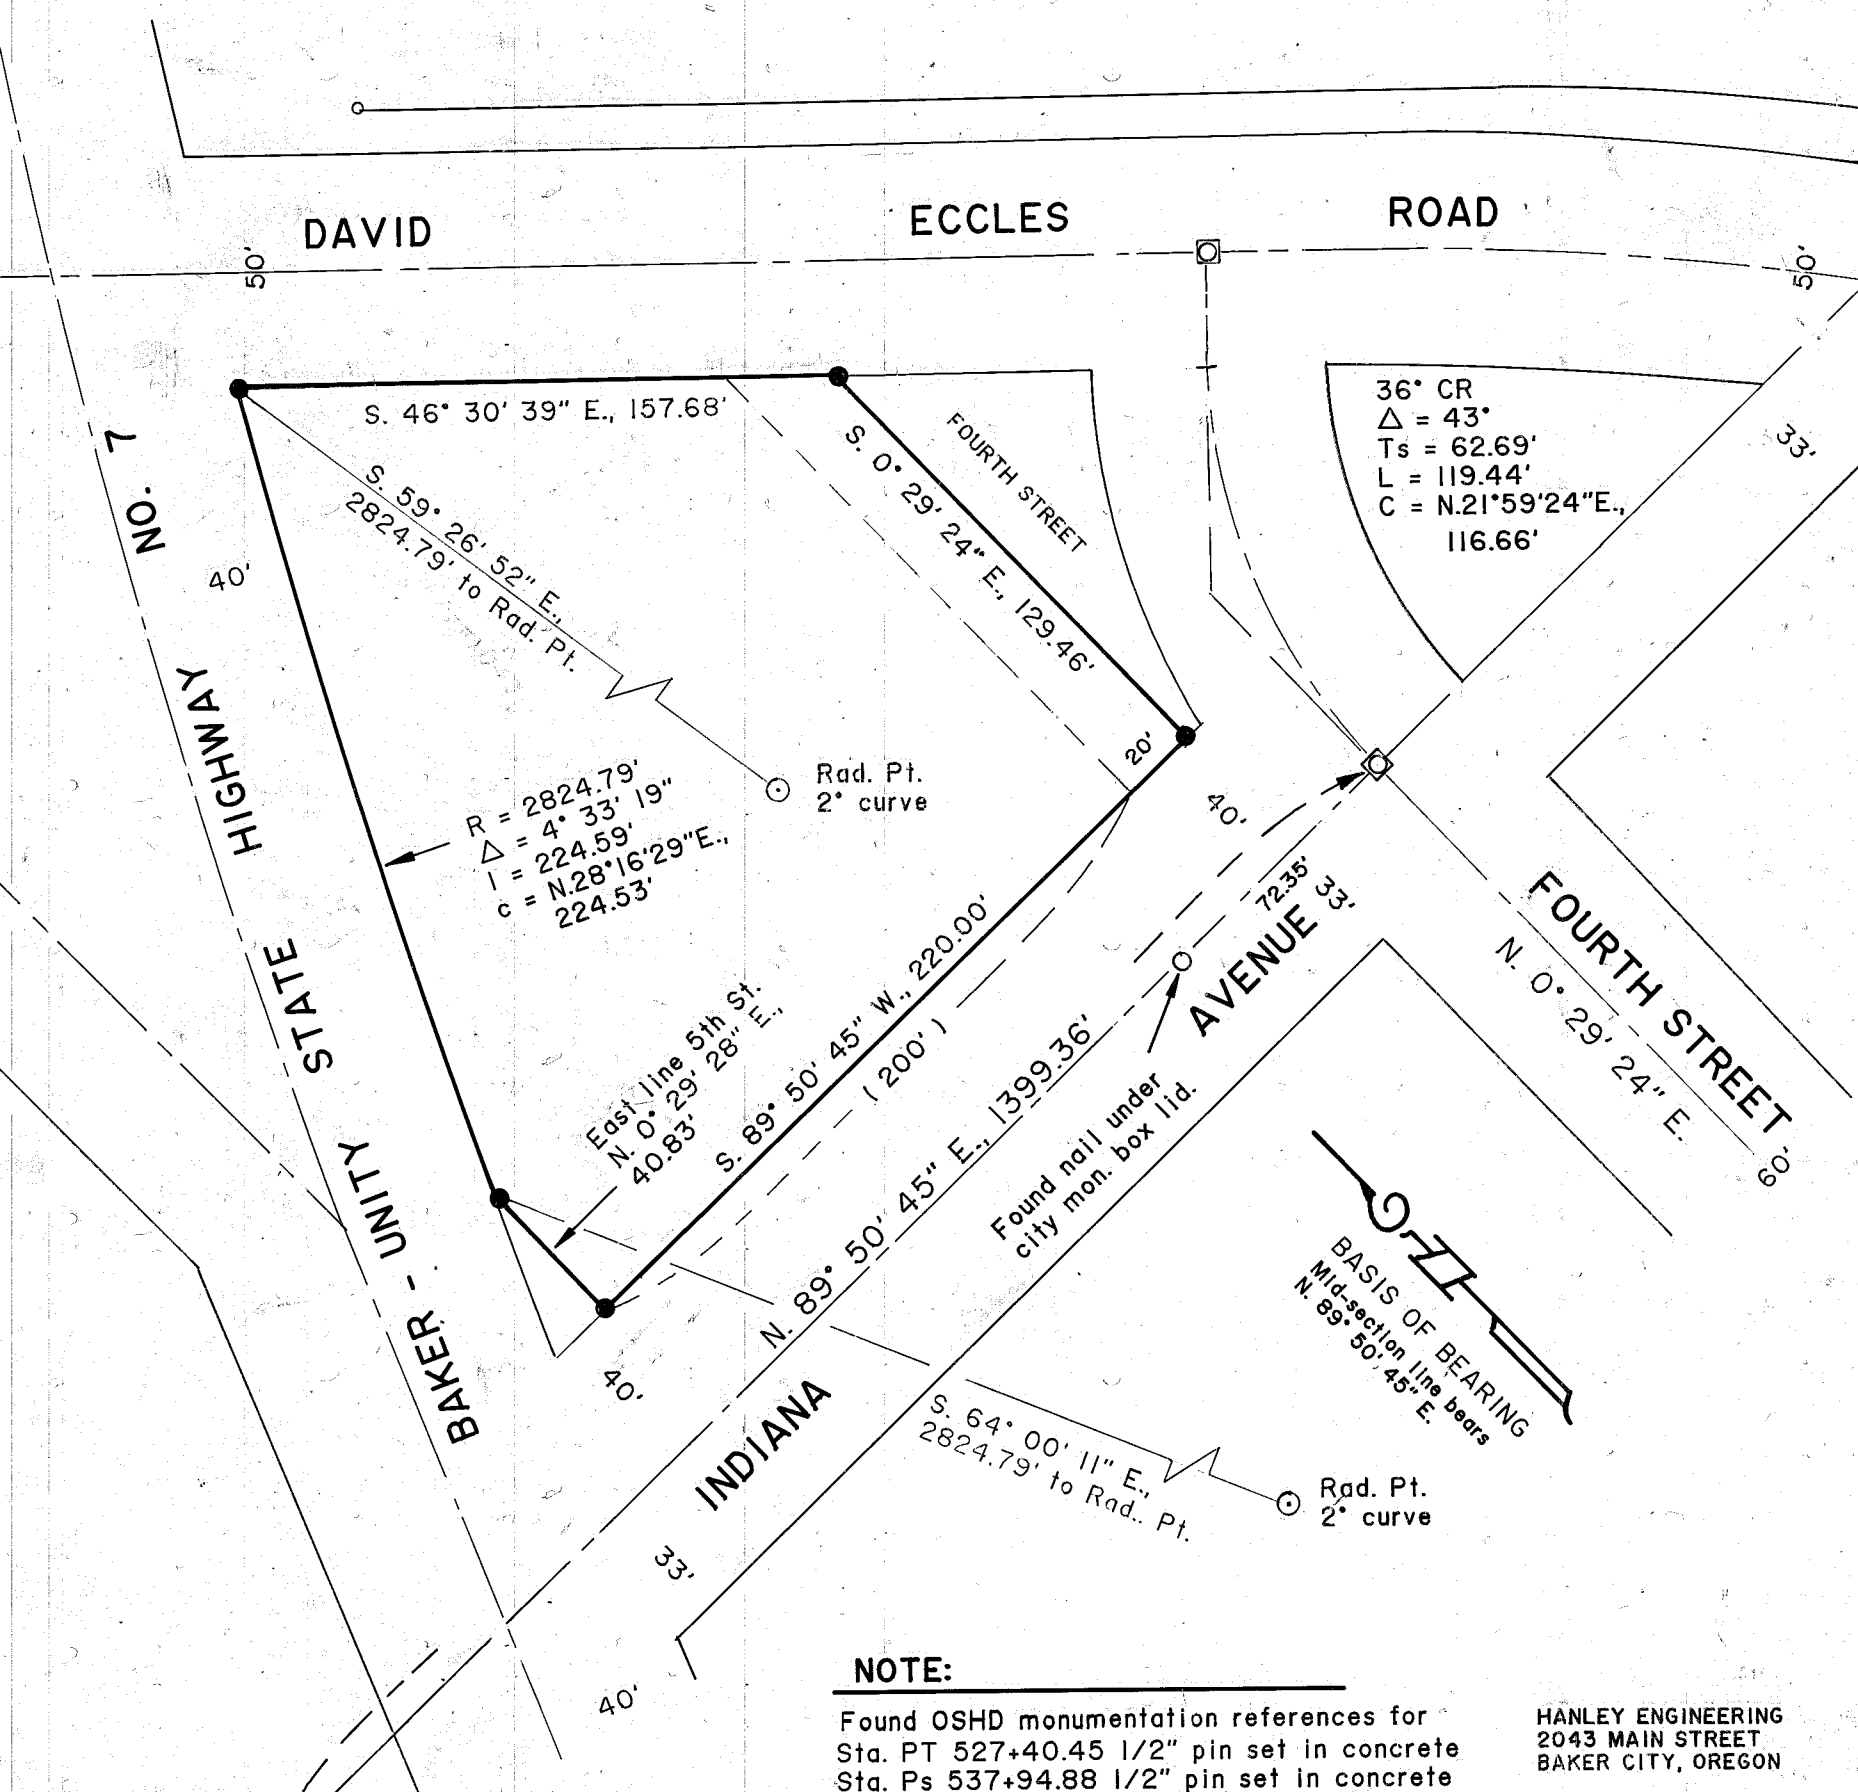 DAVID ECCLES ROAD
50'
50'
S. 46° 30' 39" E., 157.68'
36° CR
△ = 43°
Ts = 62.69'
L = 119.44'
C = N.21°59'24"E.,
116.66'
33'
NO. 7
40'
S. 59° 26' 52" E.,
2824.79' to Rad. Pt.
FOURTH STREET
S. 0° 29' 24" E., 129.46'
20'
Rad. Pt.
2° curve
R = 2824.79'
△ = 4° 33' 19"
l = 224.59'
c = N.28°16'29"E.,
224.53'
HIGHWAY
STATE
BAKER - UNITY
40'
72.35'
33'
East line 5th St.
N. 0° 29' 28" E.,
40.83'
S. 89° 50' 45" W., 220.00'
(200')
N. 89° 50' 45" E., 1399.36'
INDIANA AVENUE
Found nail under
city mon. box lid.
FOURTH STREET
N. 0° 29' 24" E.
60'
BASIS OF BEARING
Mid-section line bears
N. 89° 50' 45" E.
40'
S. 64° 00' 11" E.,
2824.79' to Rad.. Pt.
Rad. Pt.
2° curve
33'
40'
NOTE:
Found OSHD monumentation references for
Sta. PT 527+40.45 1/2" pin set in concrete
Sta. Ps 537+94.88 1/2" pin set in concrete
HANLEY ENGINEERING
2043 MAIN STREET
BAKER CITY, OREGON